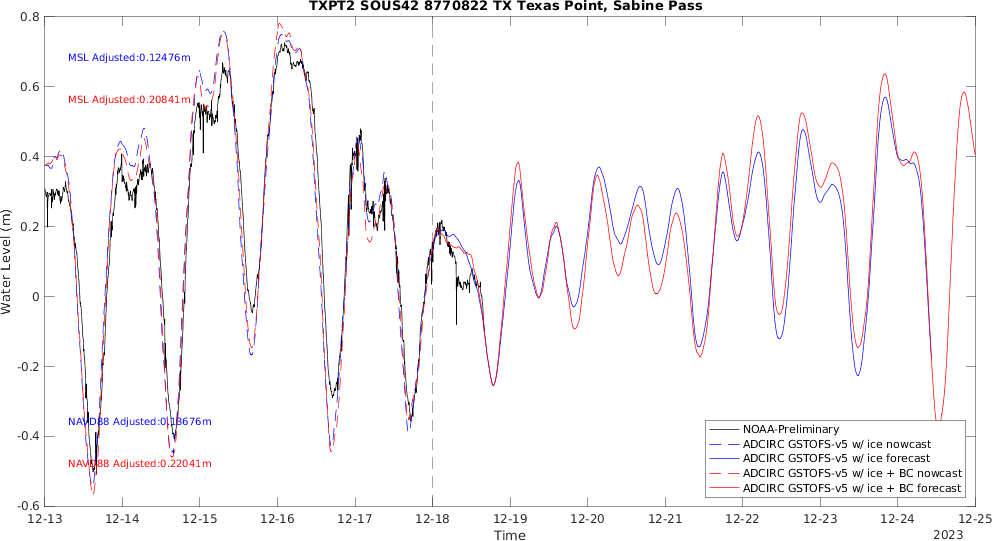 TXPT2 SOUS42 8770822 TX Texas Point, Sabine Pass
0.8
0.6
0.4
0.2
0
-0.2
-0.4
-0.6
Water Level (m)
MSL Adjusted:0.12476m
MSL Adjusted:0.20841m
NAVD88 Adjusted:0.13676m
NAVD88 Adjusted:0.22041m
NOAA-Preliminary
ADCIRC GSTOFS-v5 w/ ice nowcast
ADCIRC GSTOFS-v5 w/ ice forecast
ADCIRC GSTOFS-v5 w/ ice + BC nowcast
ADCIRC GSTOFS-v5 w/ ice + BC forecast
12-13 12-14 12-15 12-16 12-17 12-18 12-19 12-20 12-21 12-22 12-23 12-24 12-25
Time
2023